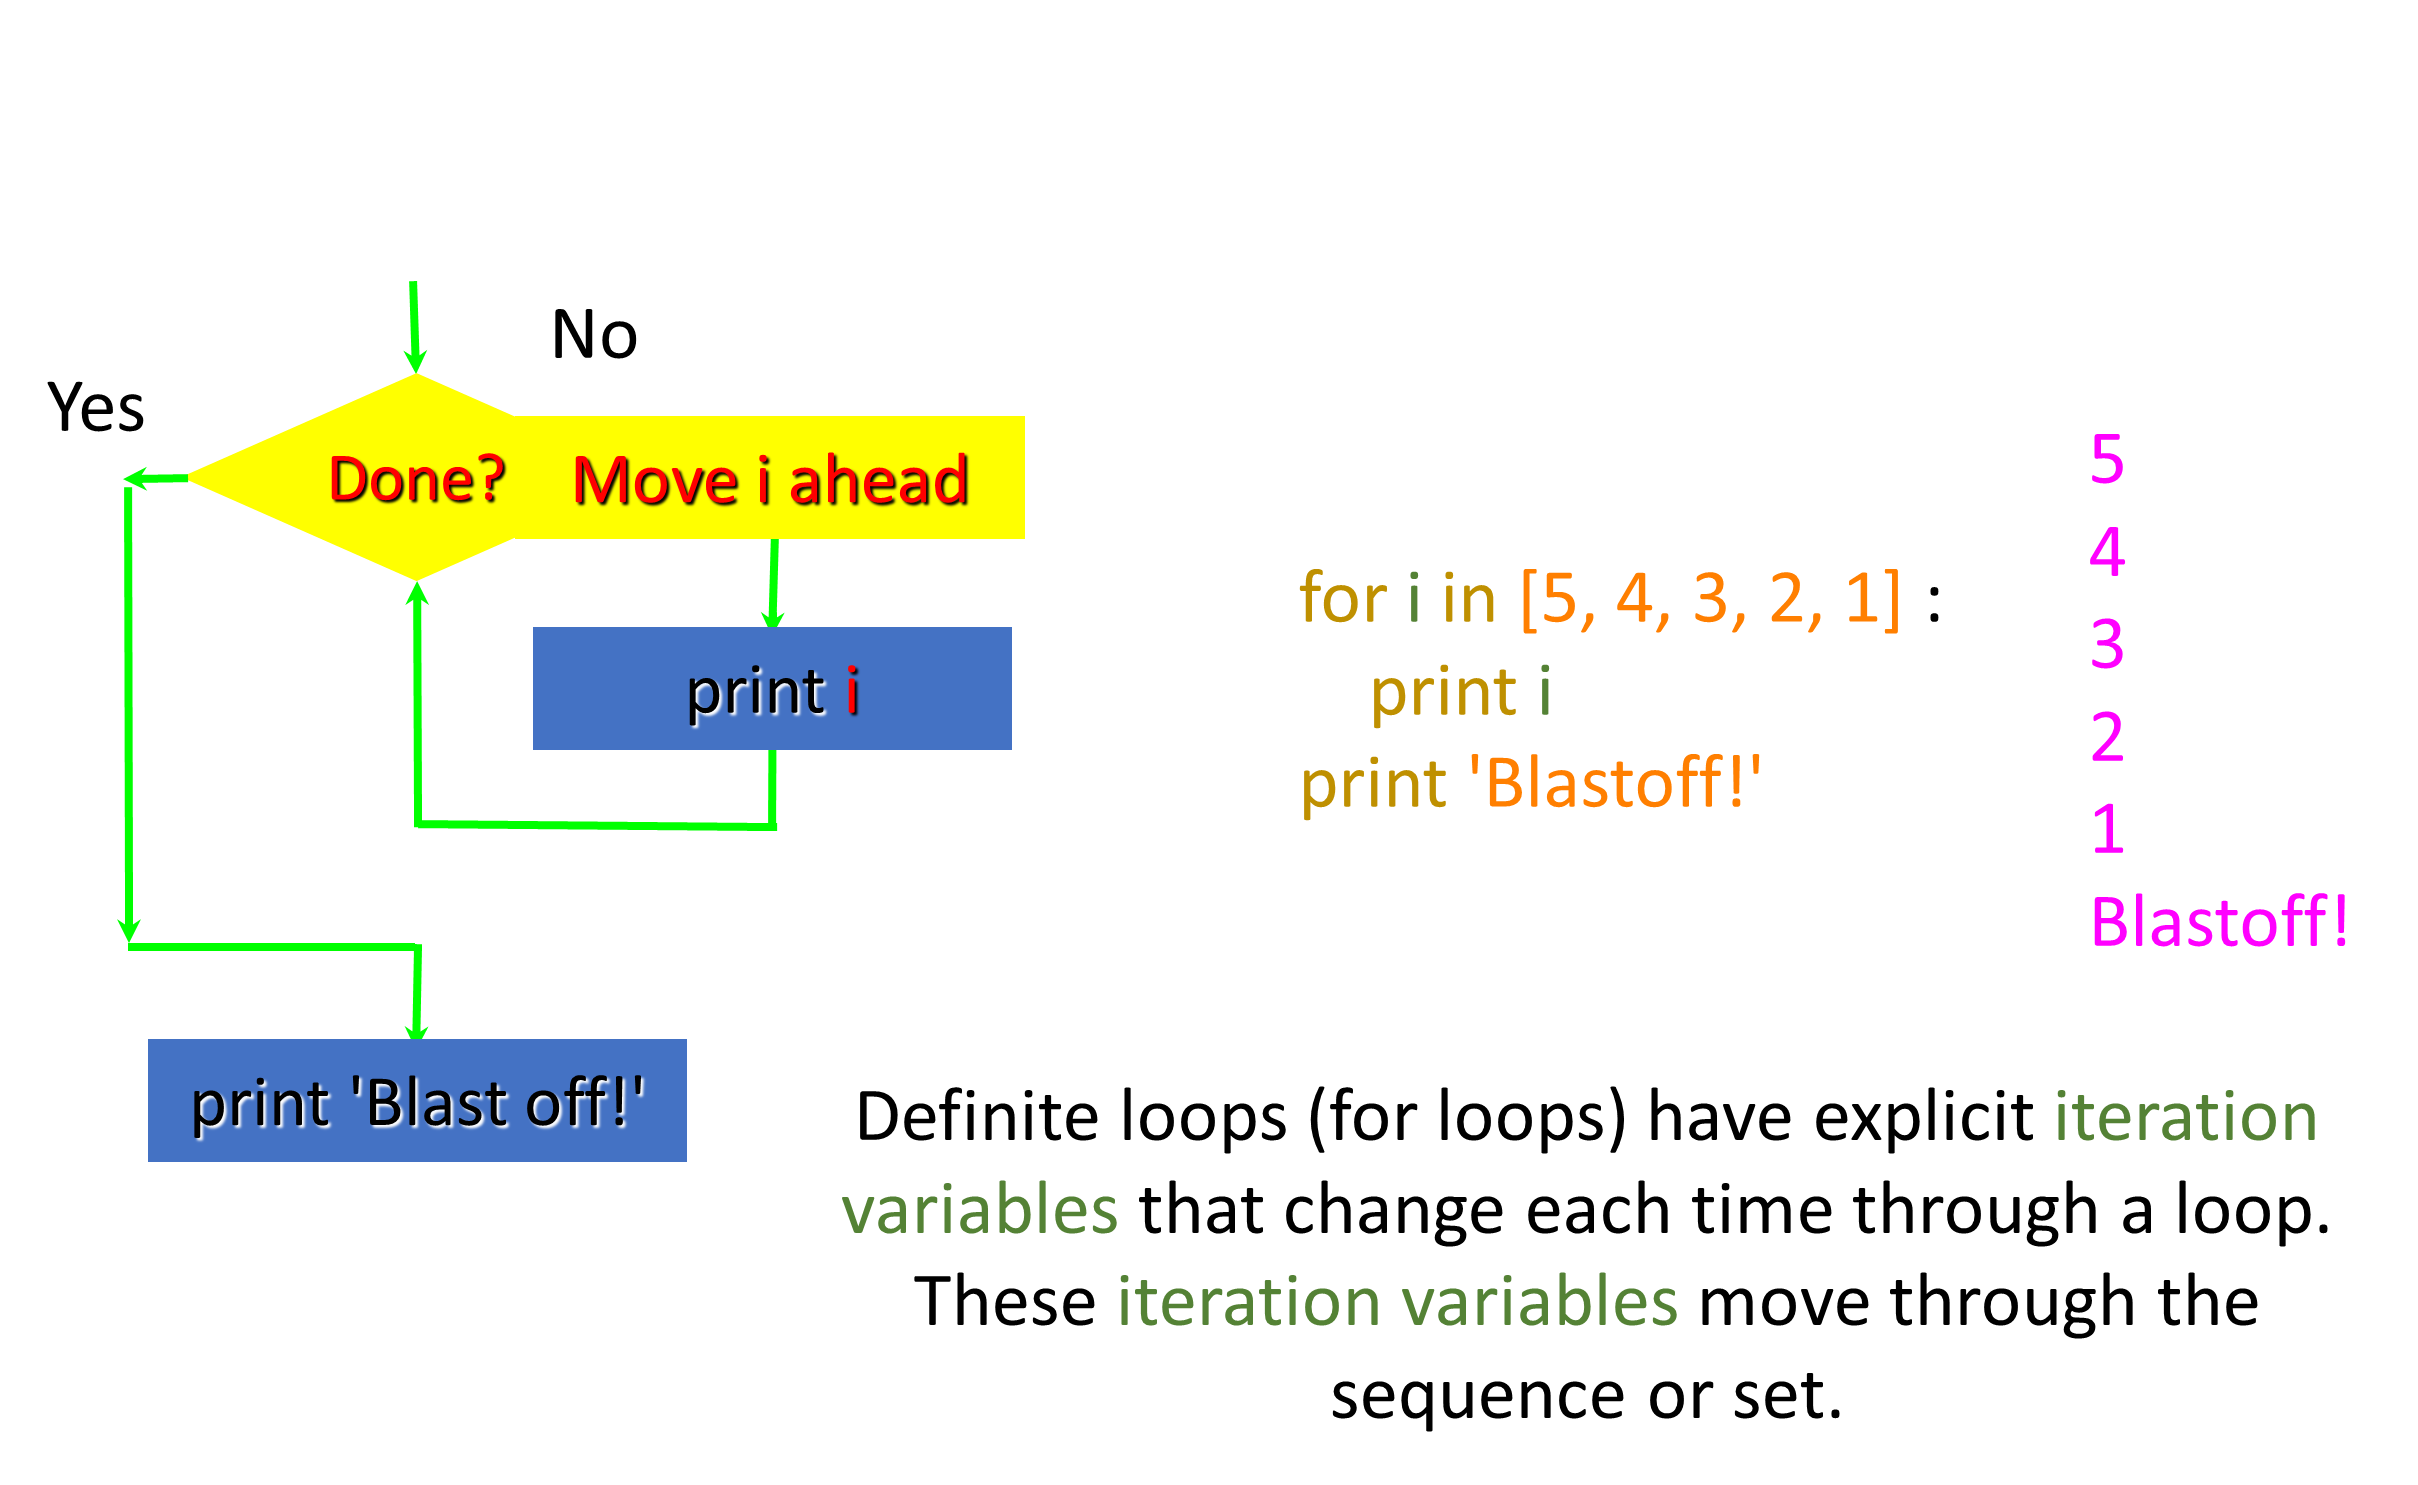 No
Yes
Done?
Move i ahead
print i
print 'Blast off!'
for i in [5, 4, 3, 2, 1] :
print i
print 'Blastoff!'
5
4
3
2
1
Blastoff!
Definite loops (for loops) have explicit iteration
variables that change each time through a loop.
These iteration variables move through the
sequence or set.